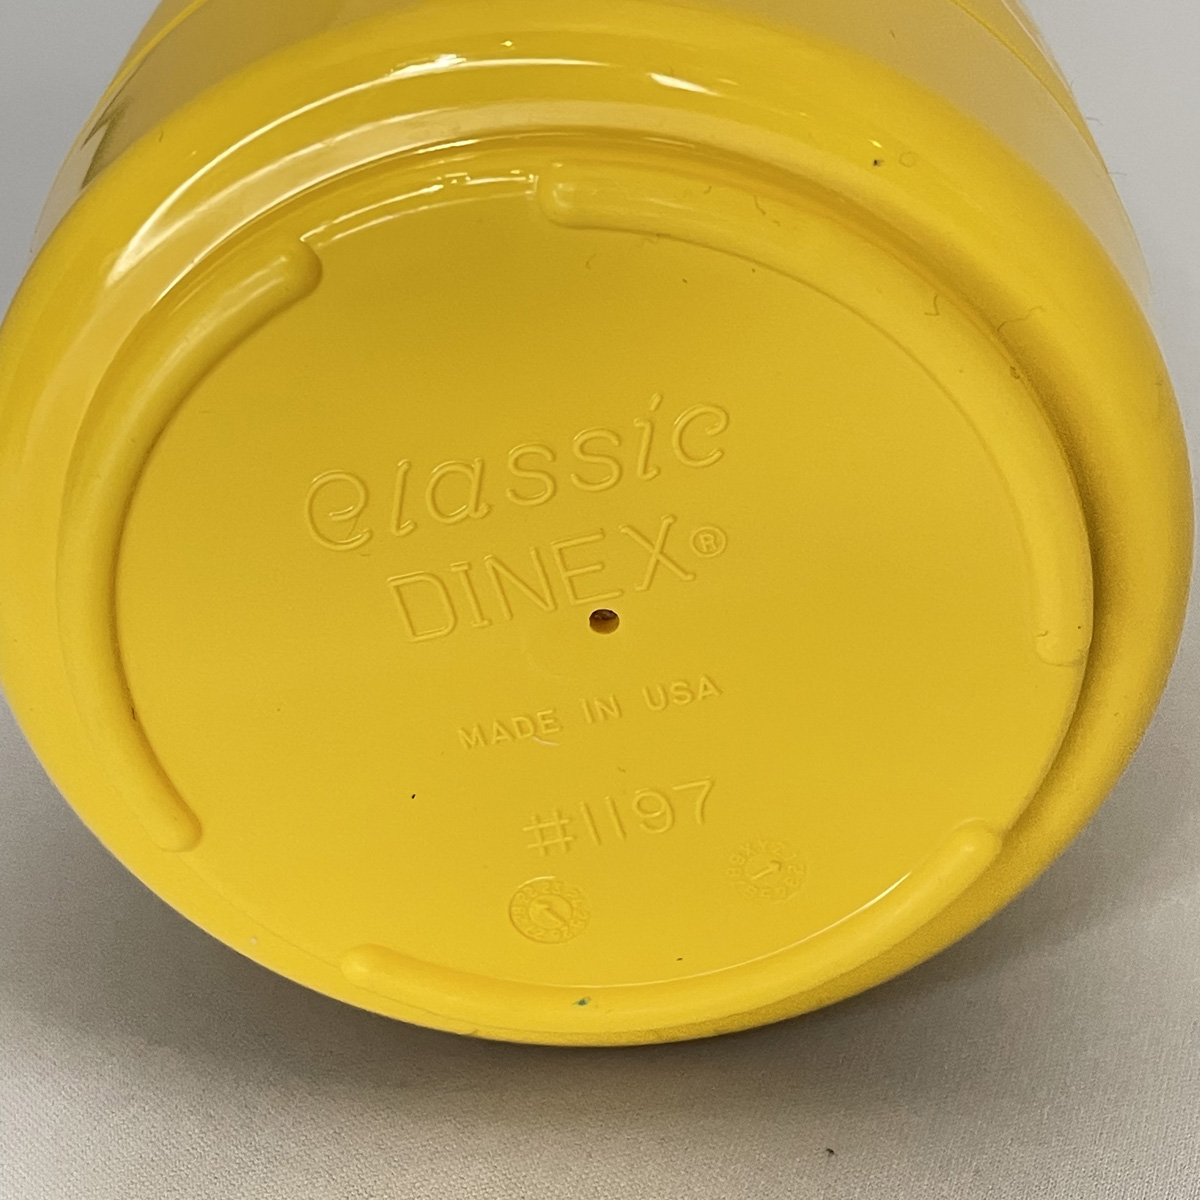 Classic
DINEX®
MADE IN USA
#1197